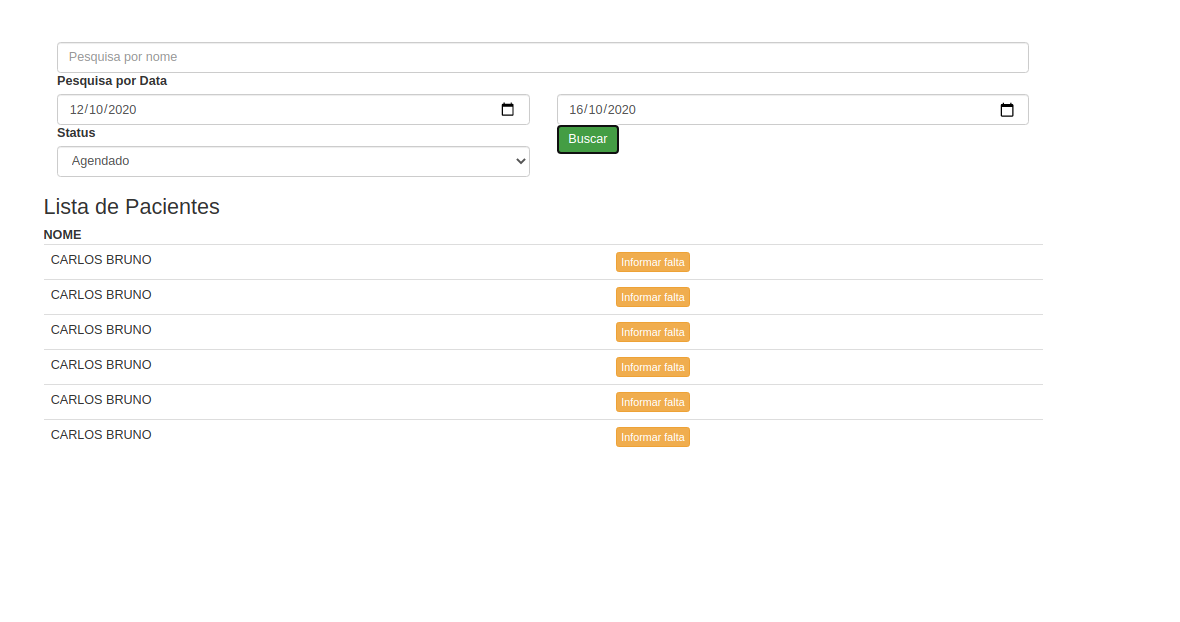 Pesquisa por nome
Pesquisa por Data
12/10/2020 16/10/2020
Status Buscar
Agendado
Lista de Pacientes
NOME
CARLOS BRUNO Informar falta
CARLOS BRUNO Informar falta
CARLOS BRUNO Informar falta
CARLOS BRUNO Informar falta
CARLOS BRUNO Informar falta
CARLOS BRUNO Informar falta